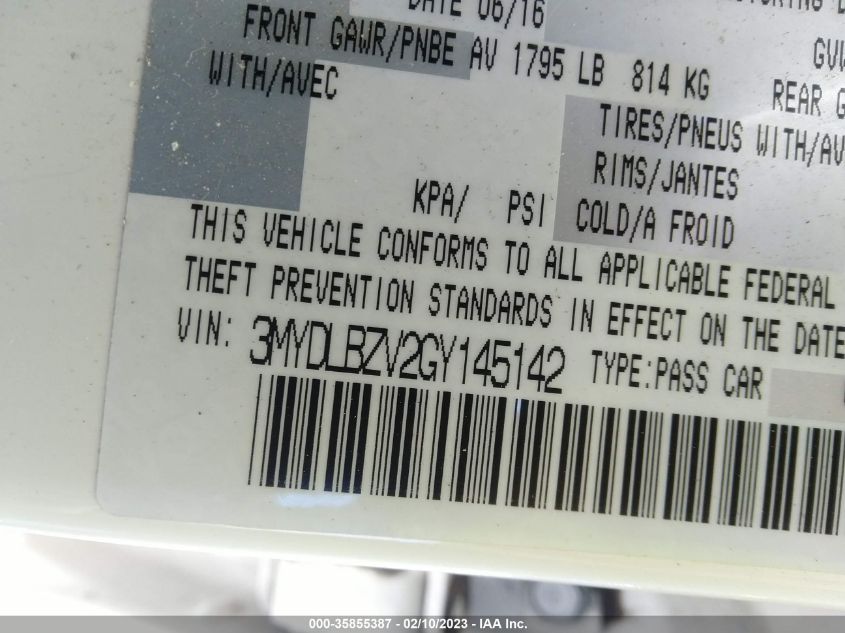 DATE 06/16
FRONT GAWR/PNBE AV 1795 LB 814 KG
GVW
WITH/AVEC
REAR G
TIRES/PNEUS WITH/AV
RIMS/JANTES
KPA/ PSI COLD/A FROID
THIS VEHICLE CONFORMS TO ALL APPLICABLE FEDERAL
THEFT PREVENTION STANDARDS IN EFFECT ON THE DATE
VIN: 3MYDLBZV2GY145142 TYPE:PASS CAR
000-35855387 - 02/10/2023 - IAA Inc.